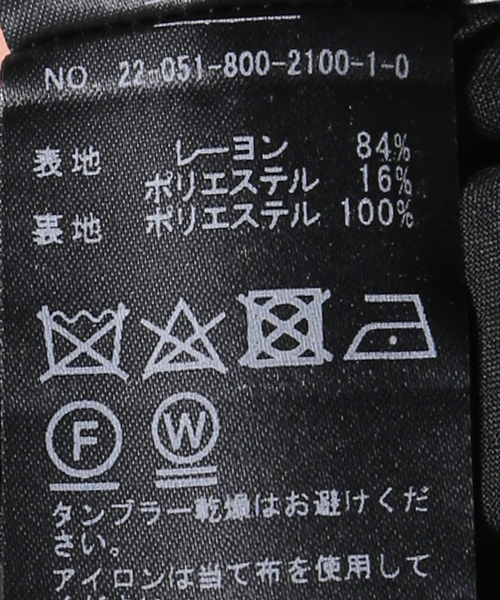 NO. 22-051-800-2100-1-0
表地 レーヨン 84%
ポリエステル 16%
裏地 ポリエステル 100%
F W
タンブラー乾燥はお避けくだ
さい。
アイロンは当て布を使用して